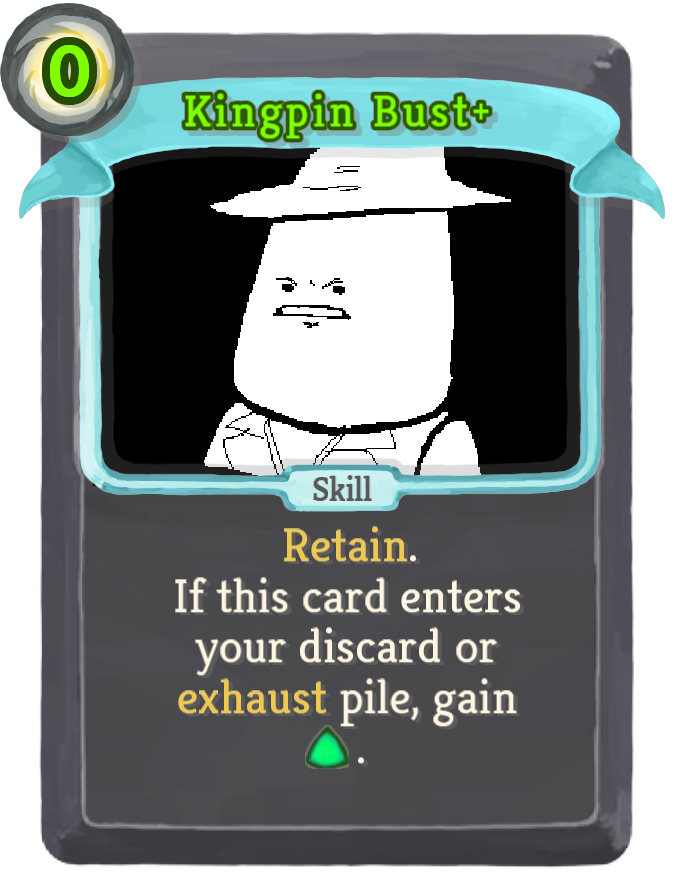 0
Kingpin Bust+
Skill
Retain.
If this card enters
your discard or
exhaust pile, gain
.